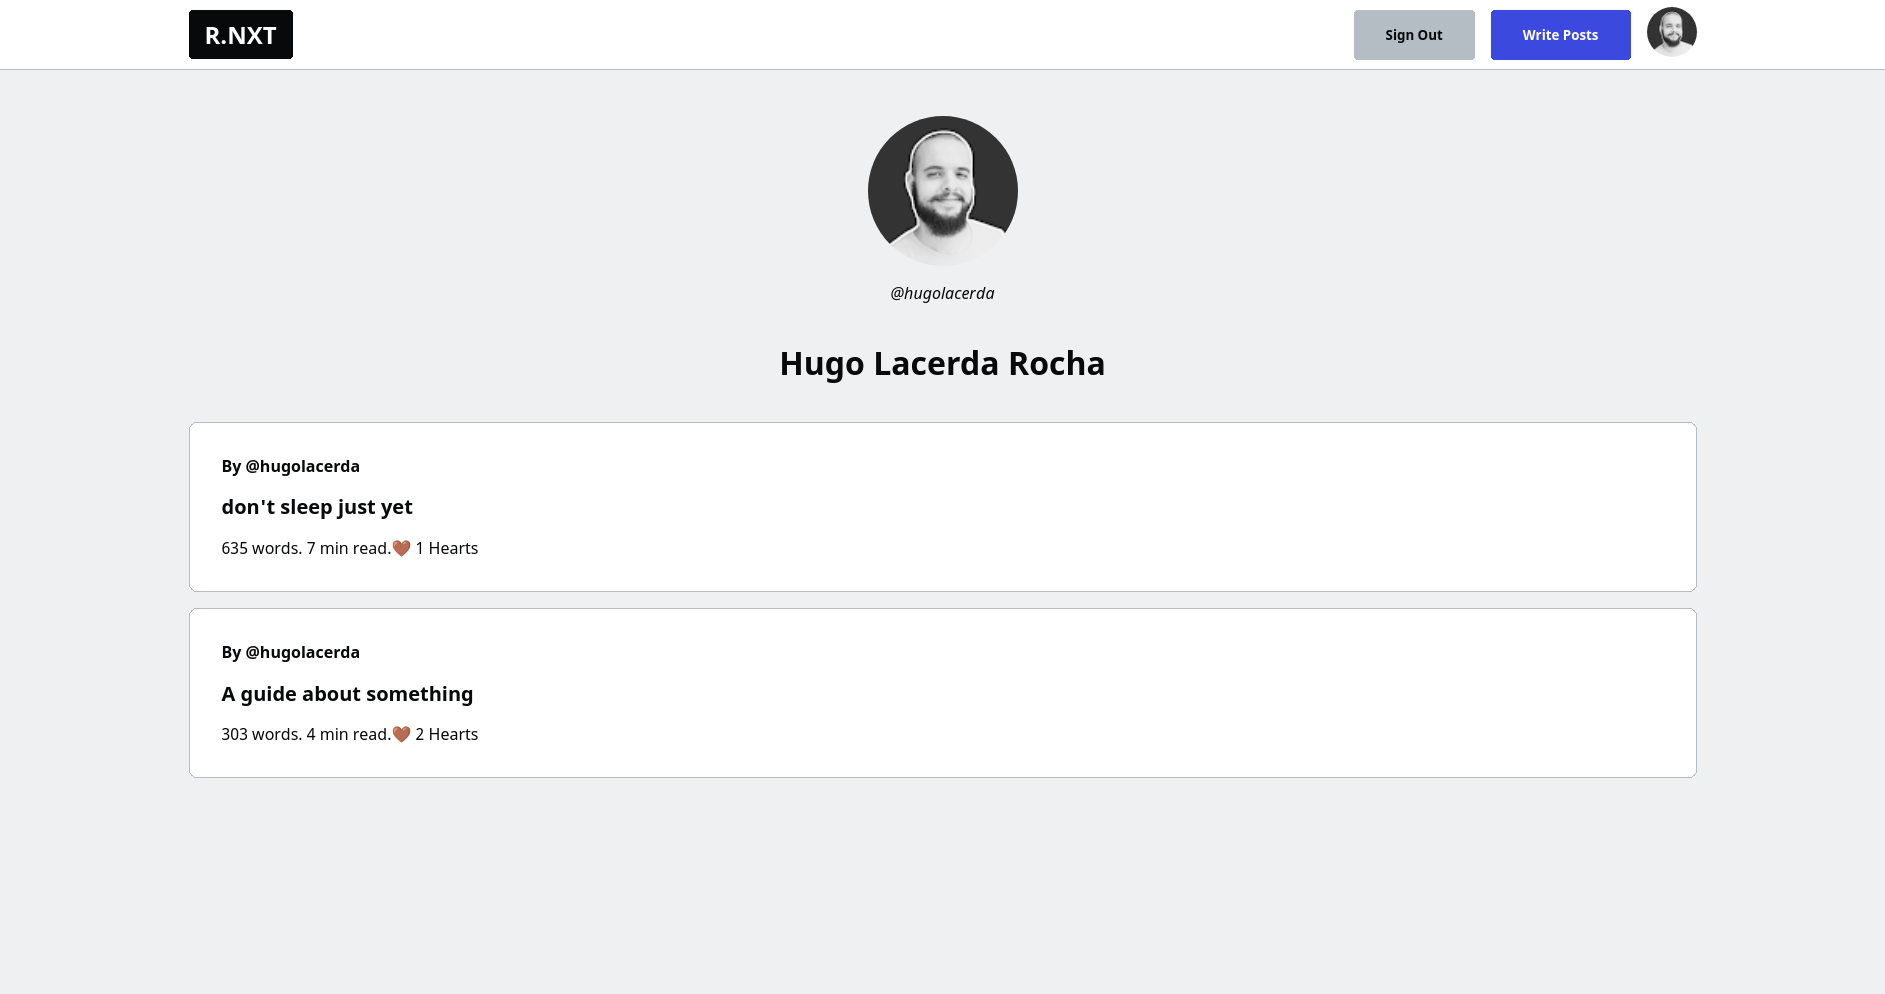 R.NXT
Sign Out
Write Posts
@hugolacerda
Hugo Lacerda Rocha
By @hugolacerda
don't sleep just yet
635 words. 7 min read.🤎 1 Hearts
By @hugolacerda
A guide about something
303 words. 4 min read.🤎 2 Hearts